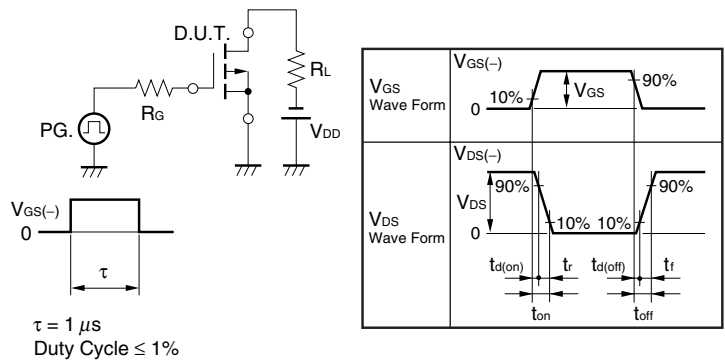 D.U.T.
RG
RL
PG.
VDD
VGS(−)
0
τ
τ = 1 μs
Duty Cycle ≤ 1%
VGS
Wave Form
VGS(−)
10%
VGS
90%
0
VDS
Wave Form
VDS(−)
90%
VDS
10% 10%
90%
0
td(on) tr td(off) tf
ton toff